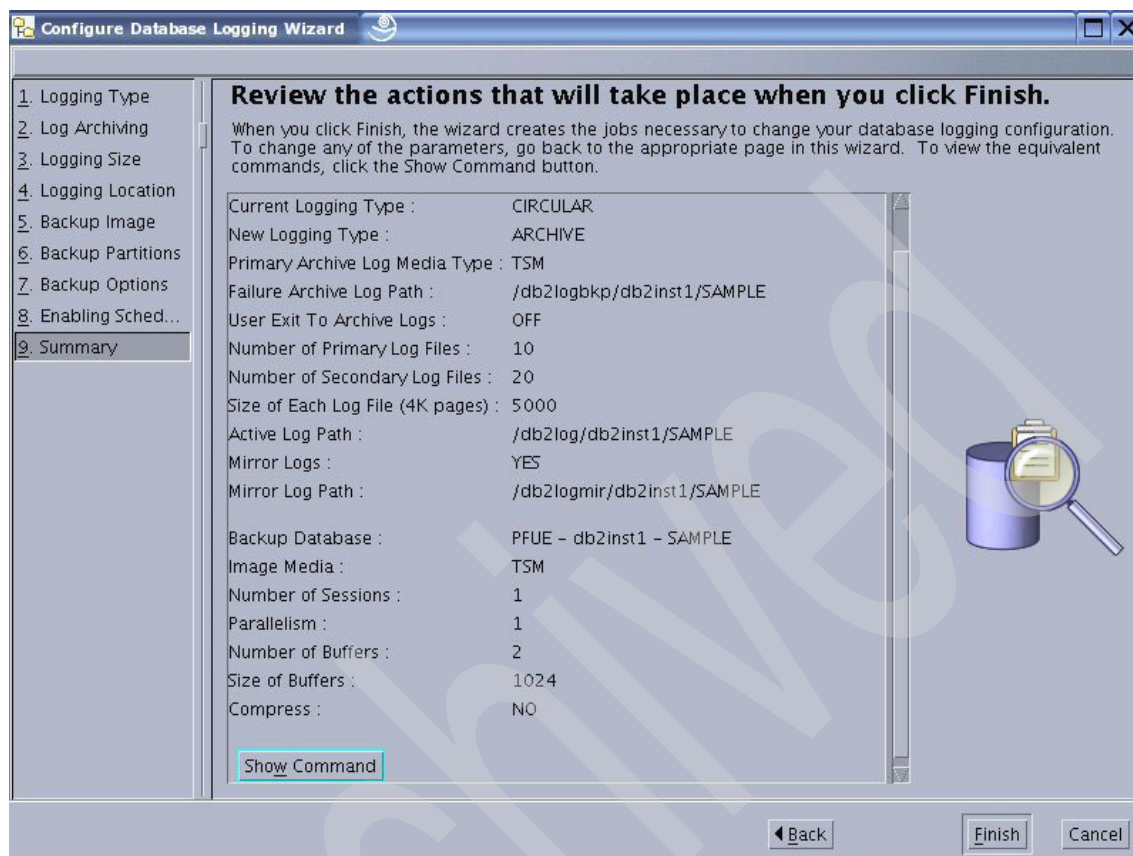 Configure Database Logging Wizard
1. Logging Type
2. Log Archiving
3. Logging Size
4. Logging Location
5. Backup Image
6. Backup Partitions
7. Backup Options
8. Enabling Sched...
9. Summary
Review the actions that will take place when you click Finish.
When you click Finish, the wizard creates the jobs necessary to change your database logging configuration.
To change any of the parameters, go back to the appropriate page in this wizard. To view the equivalent
commands, click the Show Command button.
Current Logging Type : CIRCULAR
New Logging Type : ARCHIVE
Primary Archive Log Media Type : TSM
Failure Archive Log Path : /db2logbkp/db2inst1/SAMPLE
User Exit To Archive Logs : OFF
Number of Primary Log Files : 10
Number of Secondary Log Files : 20
Size of Each Log File (4K pages) : 5000
Active Log Path : /db2log/db2inst1/SAMPLE
Mirror Logs : YES
Mirror Log Path : /db2logmir/db2inst1/SAMPLE
Backup Database : PFUE - db2inst1 - SAMPLE
Image Media : TSM
Number of Sessions : 1
Parallelism : 1
Number of Buffers : 2
Size of Buffers : 1024
Compress : NO
Show Command
Back
Finish
Cancel